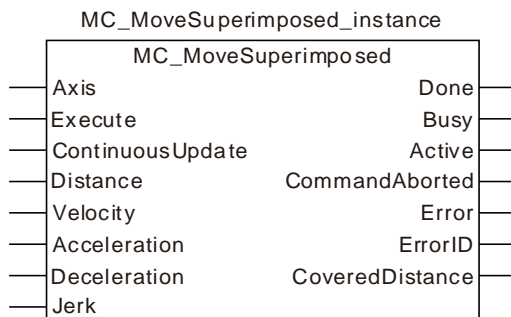 MC_MoveSuperimposed_instance
MC_MoveSuperimposed
Axis Done
Execute Busy
ContinuousUpdate Active
Distance CommandAborted
Velocity Error
Acceleration ErrorID
Deceleration CoveredDistance
Jerk